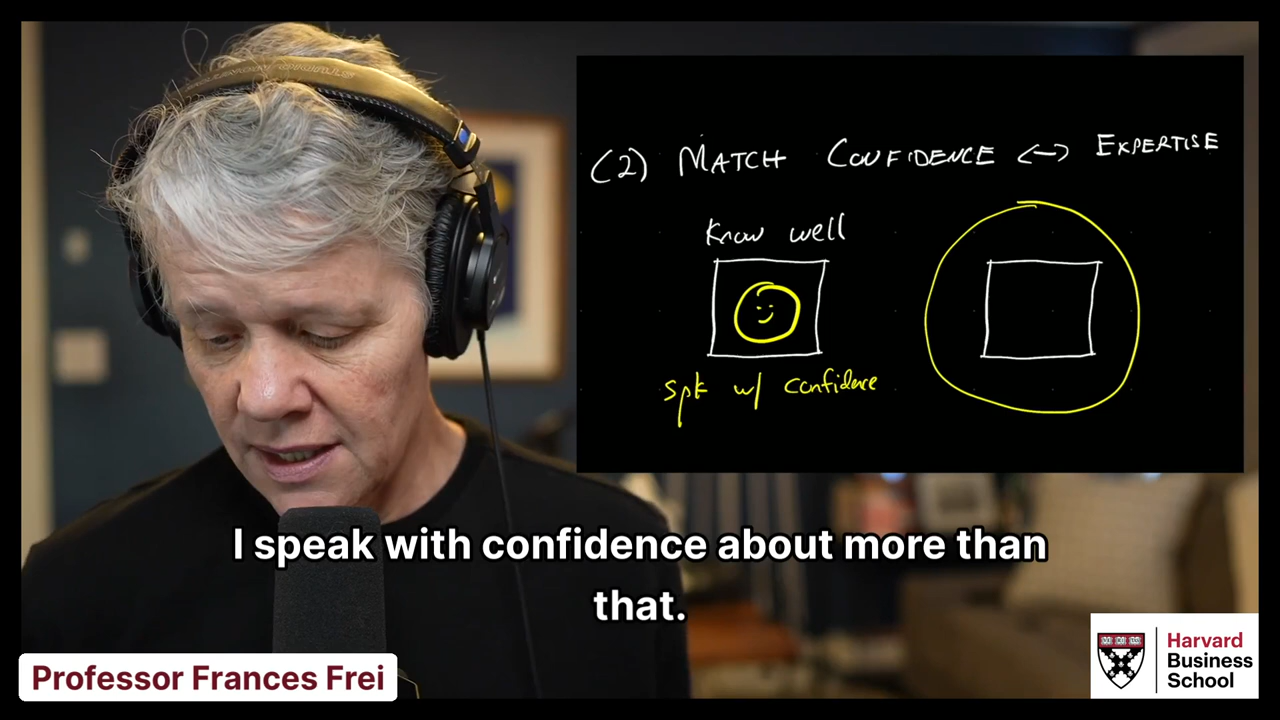 (2) MATCH CONFIDENCE <-> EXPERTISE
Know well
spk w/ confidence
I speak with confidence about more than
that.
Professor Frances Frei
Harvard
Business
School